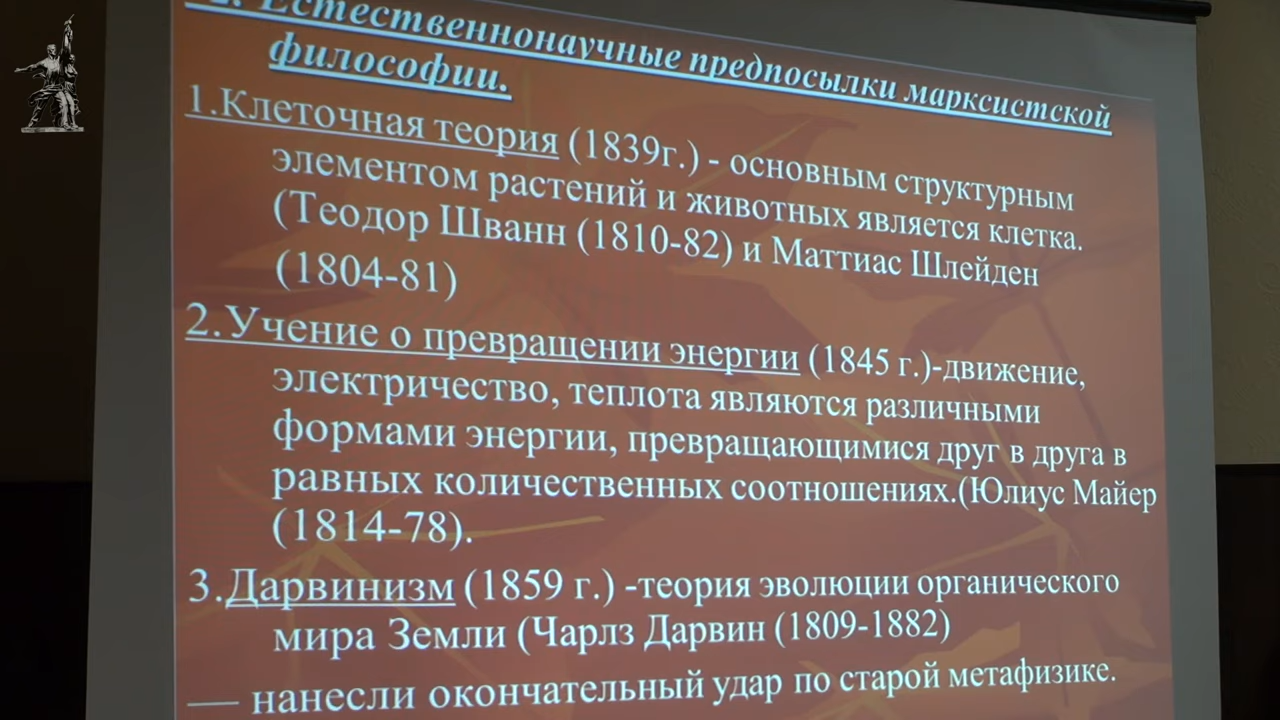 Естественнонаучные предпосылки марксистской
философии.
1.Клеточная теория (1839г.) - основным структурным
элементом растений и животных является клетка.
(Теодор Шванн (1810-82) и Маттиас Шлейден
(1804-81)
2.Учение о превращении энергии (1845 г.)-движение,
электричество, теплота являются различными
формами энергии, превращающимися друг в друга в
равных количественных соотношениях.(Юлиус Майер
(1814-78).
3.Дарвинизм (1859 г.) -теория эволюции органического
мира Земли (Чарлз Дарвин (1809-1882)
— нанесли окончательный удар по старой метафизике.